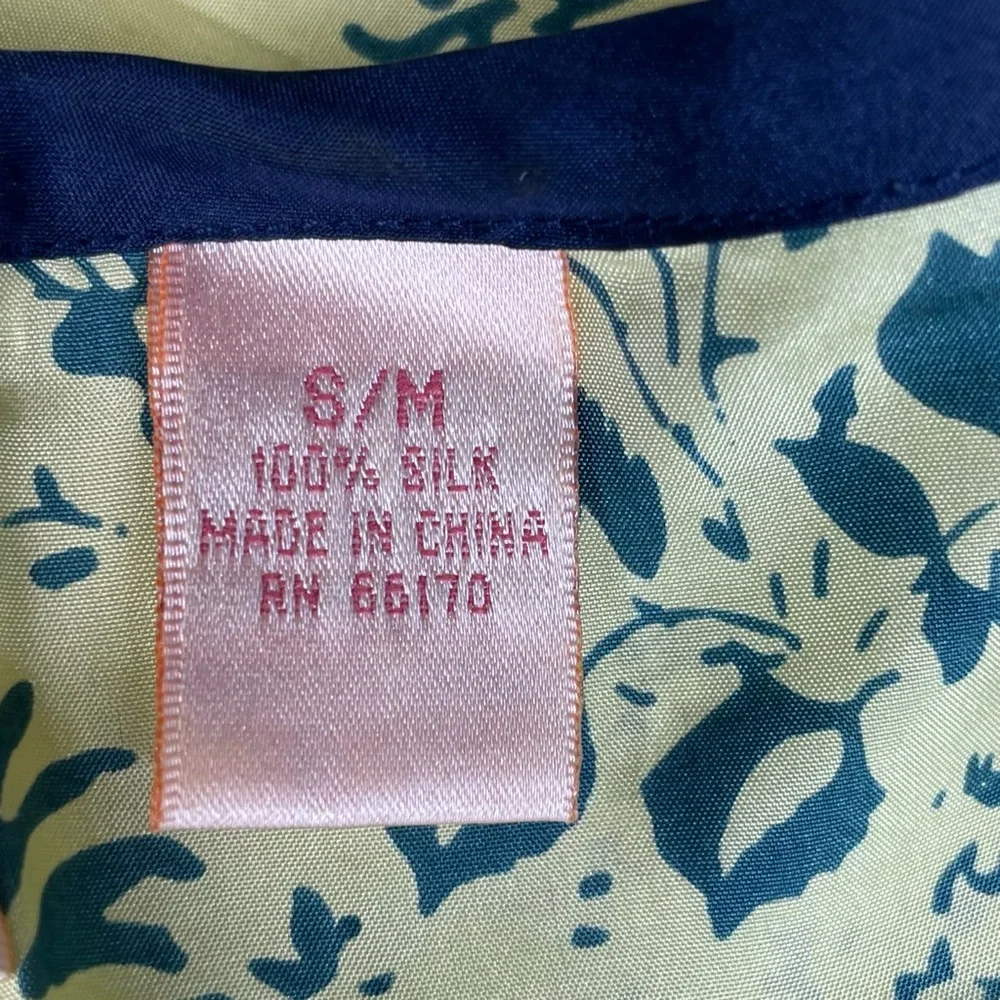 S/M
100% SILK
MADE IN CHINA
RN 66170